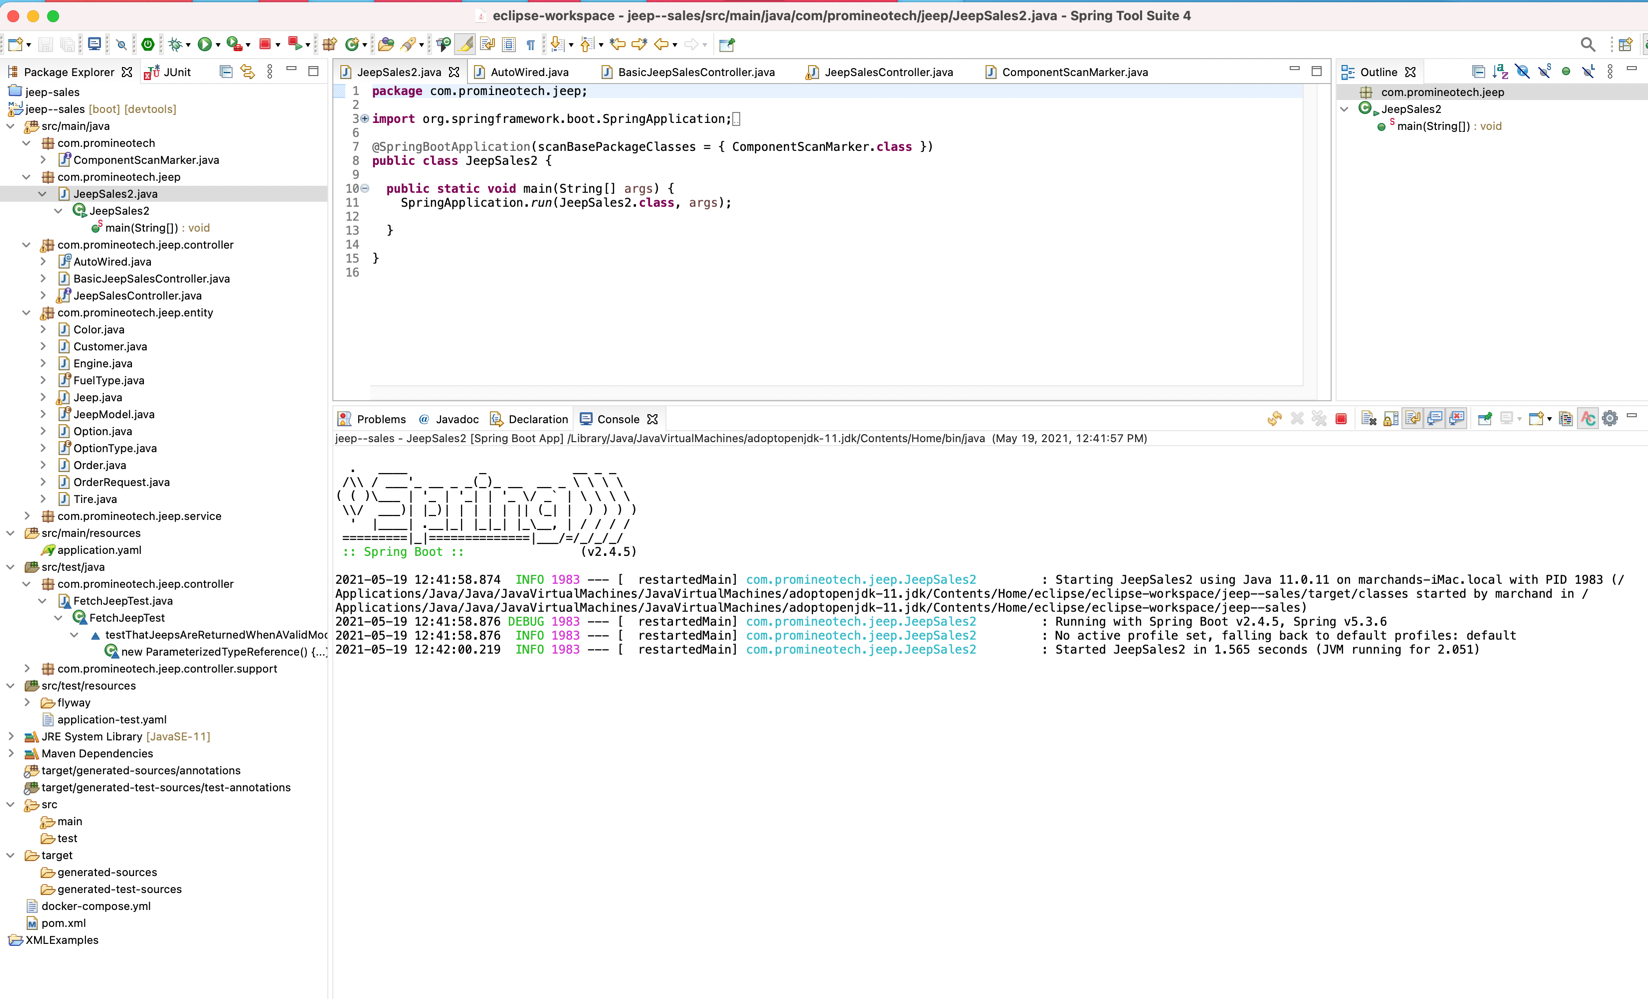 eclipse-workspace - jeep--sales/src/main/java/com/promineotech/jeep/JeepSales2.java - Spring Tool Suite 4
Package Explorer
JUnit
jeep-sales
jeep--sales [boot] [devtools]
src/main/java
com.promineotech
ComponentScanMarker.java
com.promineotech.jeep
JeepSales2.java
JeepSales2
main(String[]) : void
com.promineotech.jeep.controller
AutoWired.java
BasicJeepSalesController.java
JeepSalesController.java
com.promineotech.jeep.entity
Color.java
Customer.java
Engine.java
FuelType.java
Jeep.java
JeepModel.java
Option.java
OptionType.java
Order.java
OrderRequest.java
Tire.java
com.promineotech.jeep.service
src/main/resources
application.yaml
src/test/java
com.promineotech.jeep.controller
FetchJeepTest.java
FetchJeepTest
testThatJeepsAreReturnedWhenAValidMod
new ParameterizedTypeReference() {...}
com.promineotech.jeep.controller.support
src/test/resources
flyway
application-test.yaml
JRE System Library [JavaSE-11]
Maven Dependencies
target/generated-sources/annotations
target/generated-test-sources/test-annotations
src
main
test
target
generated-sources
generated-test-sources
docker-compose.yml
pom.xml
XMLExamples
JeepSales2.java
AutoWired.java
BasicJeepSalesController.java
JeepSalesController.java
ComponentScanMarker.java
1 package com.promineotech.jeep;
2
3 import org.springframework.boot.SpringApplication;
6
7 @SpringBootApplication(scanBasePackageClasses = { ComponentScanMarker.class })
8 public class JeepSales2 {
9
10 public static void main(String[] args) {
11 SpringApplication.run(JeepSales2.class, args);
12
13 }
14
15 }
16
Outline
com.promineotech.jeep
JeepSales2
main(String[]) : void
Problems
@ Javadoc
Declaration
Console
jeep--sales - JeepSales2 [Spring Boot App] /Library/Java/JavaVirtualMachines/adoptopenjdk-11.jdk/Contents/Home/bin/java (May 19, 2021, 12:41:57 PM)
Spring
:: Spring Boot :: (v2.4.5)
2021-05-19 12:41:58.874 INFO 1983 --- [ restartedMain] com.promineotech.jeep.JeepSales2 : Starting JeepSales2 using Java 11.0.11 on marchands-iMac.local with PID 1983 (/
Applications/Java/Java/JavaVirtualMachines/JavaVirtualMachines/adoptopenjdk-11.jdk/Contents/Home/eclipse/eclipse-workspace/jeep--sales/target/classes started by marchand in /
Applications/Java/Java/JavaVirtualMachines/JavaVirtualMachines/adoptopenjdk-11.jdk/Contents/Home/eclipse/eclipse-workspace/jeep--sales)
2021-05-19 12:41:58.876 DEBUG 1983 --- [ restartedMain] com.promineotech.jeep.JeepSales2 : Running with Spring Boot v2.4.5, Spring v5.3.6
2021-05-19 12:41:58.876 INFO 1983 --- [ restartedMain] com.promineotech.jeep.JeepSales2 : No active profile set, falling back to default profiles: default
2021-05-19 12:42:00.219 INFO 1983 --- [ restartedMain] com.promineotech.jeep.JeepSales2 : Started JeepSales2 in 1.565 seconds (JVM running for 2.051)